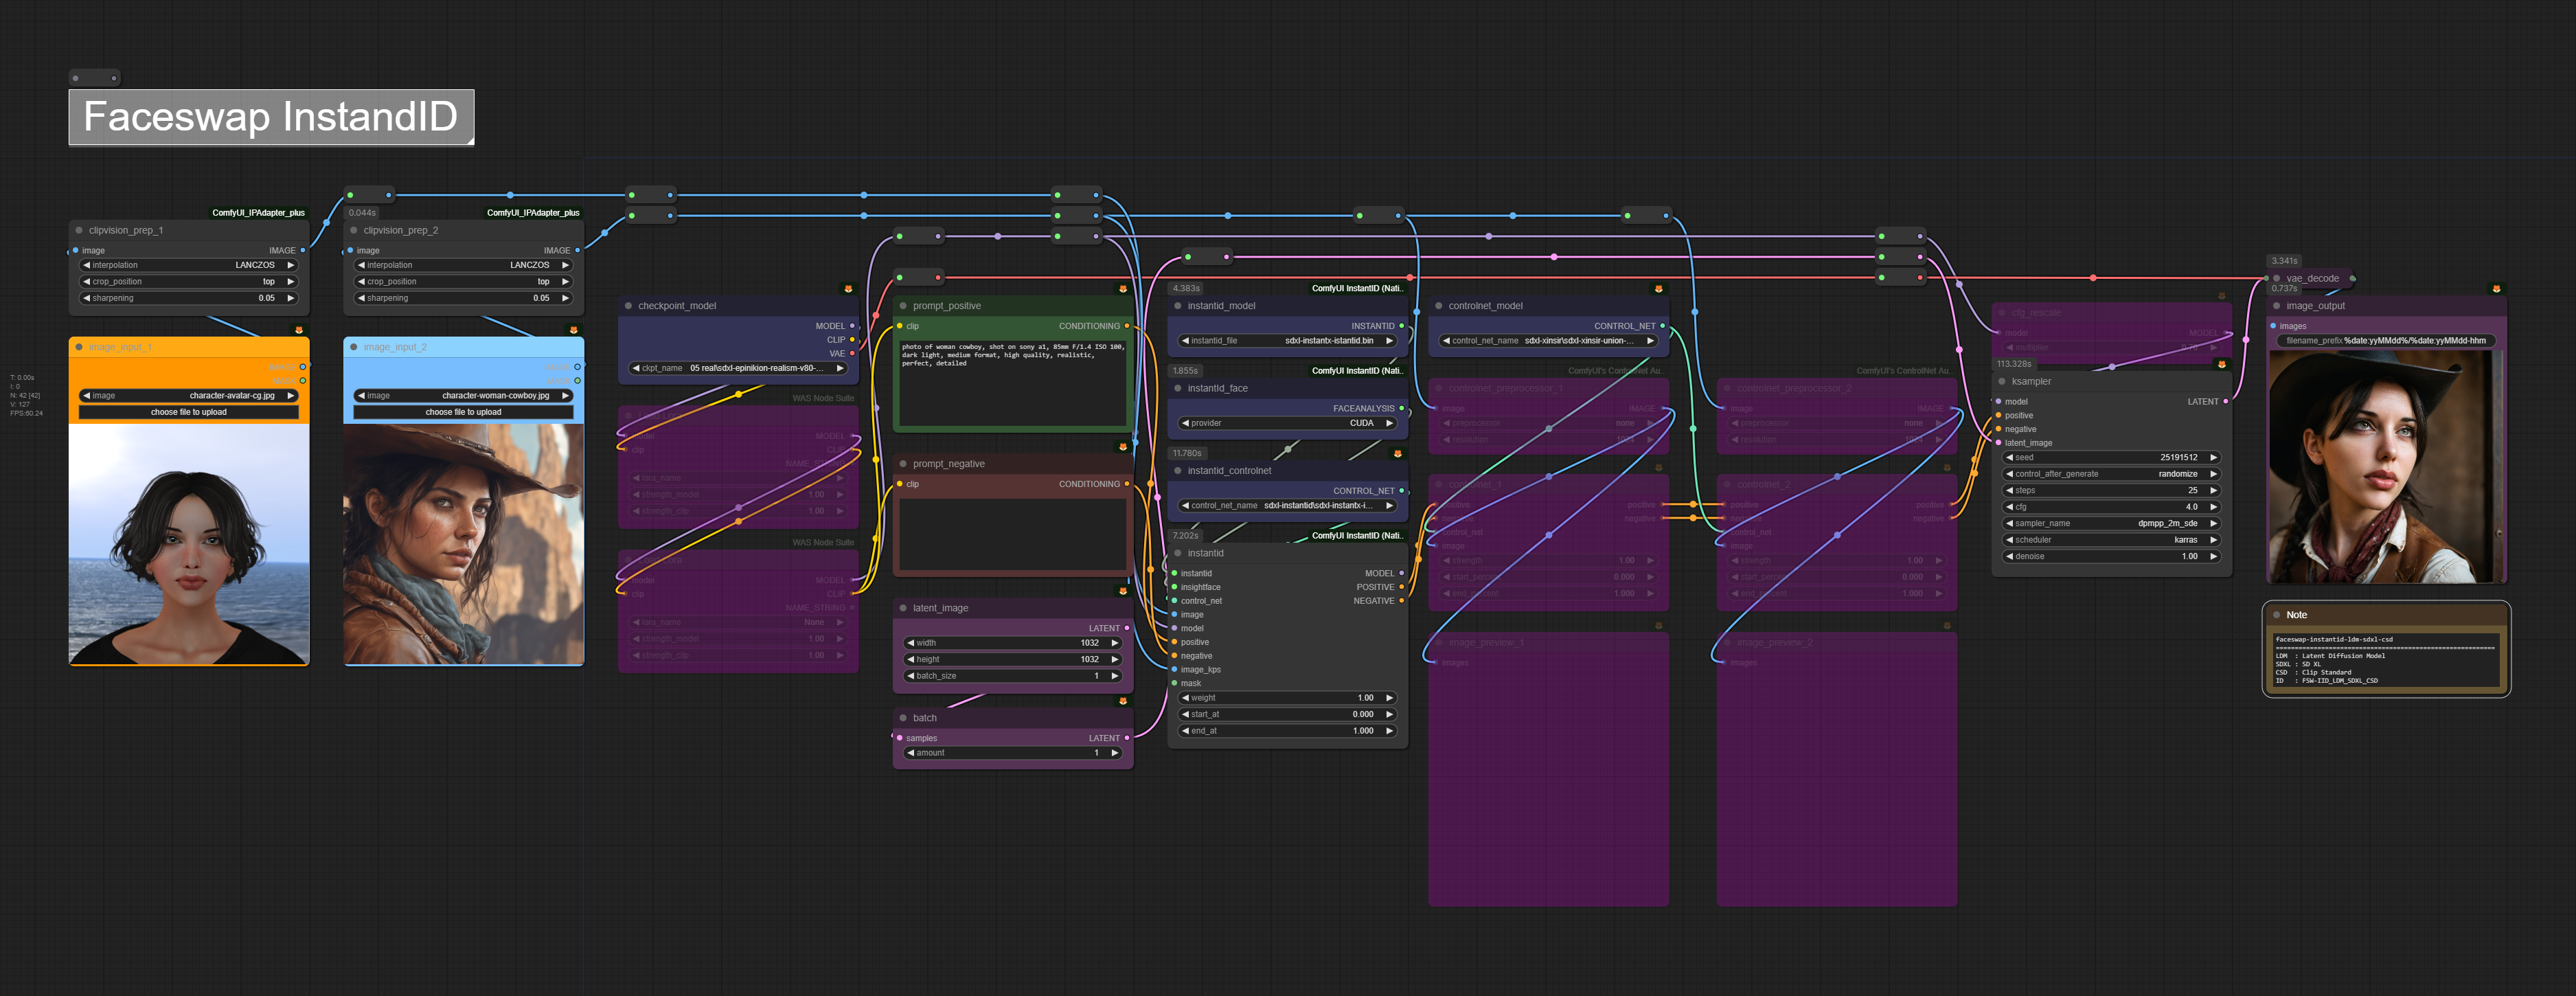 Faceswap InstandID
T: 0.00s
I: 0
N: 42 [42]
V: 127
FPS:60.24
ComfyUI_IPAdapter_plus
clipvision_prep_1
image IMAGE
interpolation LANCZOS
crop_position top
sharpening 0.05
image_input_1
image character-avatar-cg.jpg
choose file to upload
0.044s ComfyUI_IPAdapter_plus
clipvision_prep_2
image IMAGE
interpolation LANCZOS
crop_position top
sharpening 0.05
image_input_2
image character-woman-cowboy.jpg
choose file to upload
checkpoint_model
MODEL
CLIP
VAE
ckpt_name 05 real\sdxl-epinikion-realism-v80-...
WAS Node Suite
model MODEL
clip CLIP
NAME_STRING
lora_name
strength_model 1.00
strength_clip 1.00
WAS Node Suite
model MODEL
clip CLIP
NAME_STRING
lora_name None
strength_model 1.00
strength_clip 1.00
prompt_positive
clip CONDITIONING
photo of woman cowboy, shot on sony a1, 85mm F/1.4 ISO 100,
dark light, medium format, high quality, realistic,
perfect, detailed
prompt_negative
clip CONDITIONING
latent_image
LATENT
width 1032
height 1032
batch_size 1
batch
samples LATENT
amount 1
4.383s ComfyUI InstantID (Nati..
instantid_model
INSTANTID
instantid_file sdxl-instantx-istantid.bin
1.855s ComfyUI InstantID (Nati..
instantId_face
FACEANALYSIS
provider CUDA
11.780s
instantid_controlnet
CONTROL_NET
control_net_name sdxl-instantid\sdxl-instantx-i...
7.202s ComfyUI InstantID (Nati..
instantid
instantid MODEL
insightface POSITIVE
control_net NEGATIVE
image
model
positive
negative
image_kps
mask
weight 1.00
start_at 0.000
end_at 1.000
controlnet_model
CONTROL_NET
control_net_name sdxl-xinsir\sdxl-xinsir-union-...
ComfyUI's ControlNet Au..
controlnet_preprocessor_1
image IMAGE
preprocessor none
resolution 1024
controlnet_1
positive positive
negative negative
control_net
image
strength 1.00
start_percent 0.000
end_percent 1.000
image_preview_1
images
ComfyUI's ControlNet Au..
controlnet_preprocessor_2
image IMAGE
preprocessor none
resolution 1024
controlnet_2
positive positive
negative
control_net
image
strength 1.00
start_percent 0.000
end_percent 1.000
image_preview_2
images
cfg_rescale
model MODEL
multiplier
113.328s
ksampler
model LATENT
positive
negative
latent_image
seed 25191512
control_after_generate randomize
steps 25
cfg 4.0
sampler_name dpmpp_2m_sde
scheduler karras
denoise 1.00
3.341s
vae_decode
0.737s
image_output
images
filename_prefix %date:yyMMdd%/%date:yyMMdd-hhm
Note
faceswap-instantid-ldm-sdxl-csd
LDM : Latent Diffusion Model
SDXL : SD XL
CSD : Clip Standard
ID : FSW-IID_LDM_SDXL_CSD